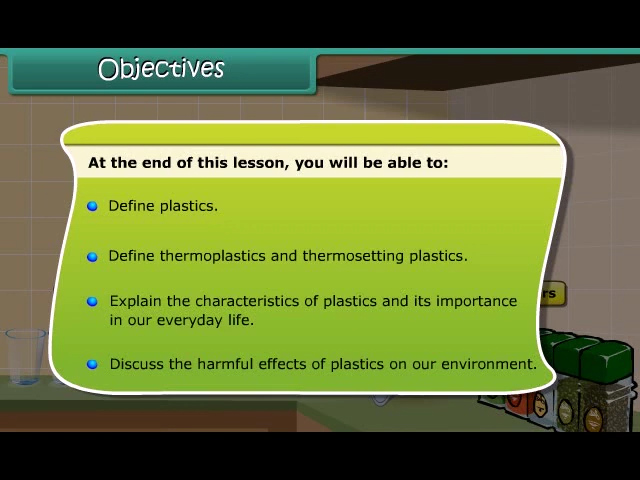 Objectives
At the end of this lesson, you will be able to:
Define plastics.
Define thermoplastics and thermosetting plastics.
Explain the characteristics of plastics and its importance
in our everyday life.
Discuss the harmful effects of plastics on our environment.